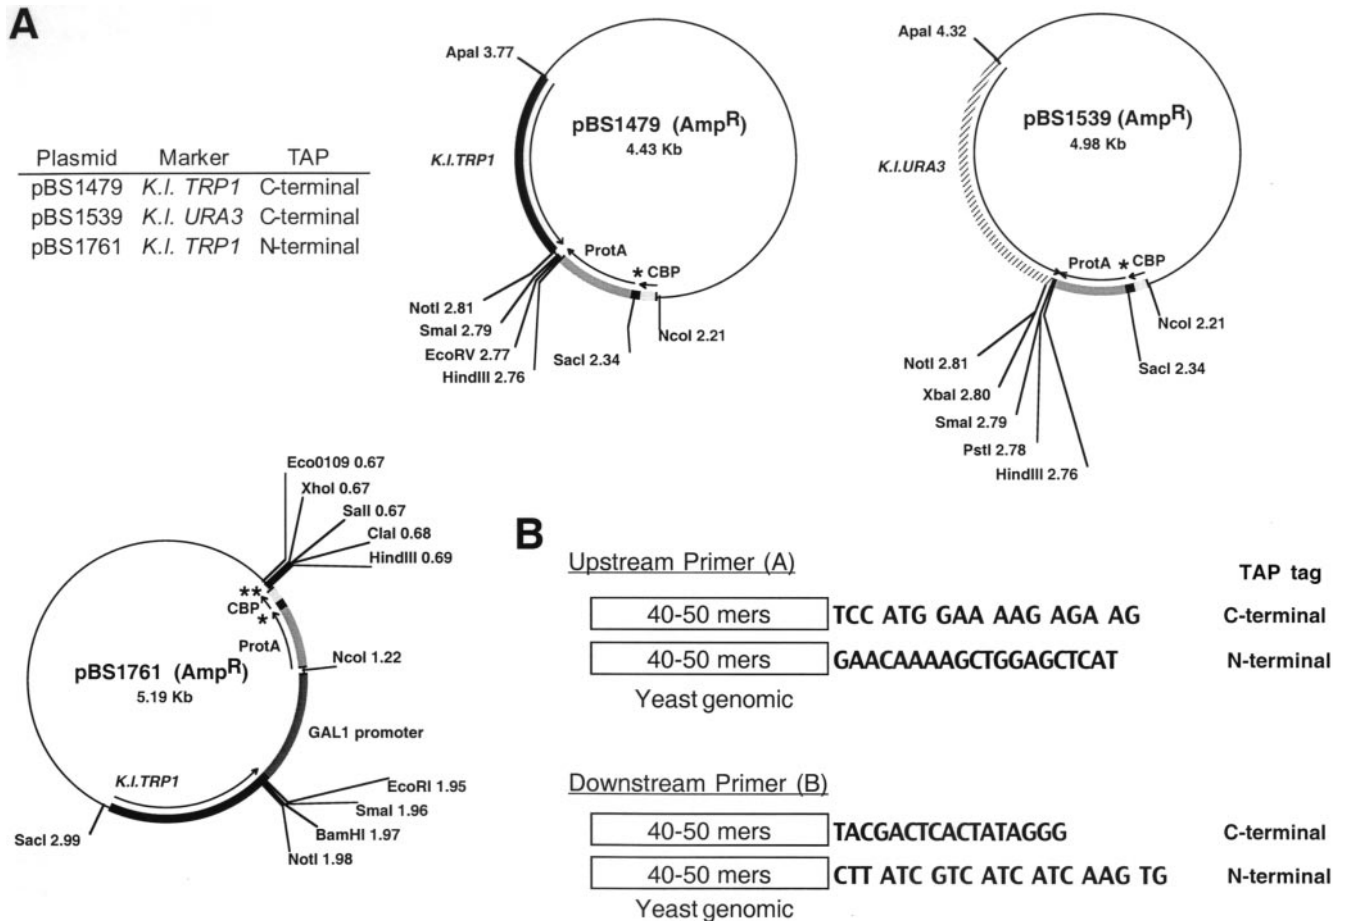 A
Plasmid Marker TAP
pBS1479 K.l. TRP1 C-terminal
pBS1539 K.l. URA3 C-terminal
pBS1761 K.l. TRP1 N-terminal
ApaI 3.77
pBS1479 (AmpR)
4.43 Kb
K.l.TRP1
ProtA
* CBP
NotI 2.81
SmaI 2.79
EcoRV 2.77
HindIII 2.76
SacI 2.34
NcoI 2.21
ApaI 4.32
pBS1539 (AmpR)
4.98 Kb
K.l.URA3
ProtA * CBP
NcoI 2.21
SacI 2.34
NotI 2.81
XbaI 2.80
SmaI 2.79
PstI 2.78
HindIII 2.76
Eco0109 0.67
XhoI 0.67
SalI 0.67
ClaI 0.68
HindIII 0.69
**
CBP
*
ProtA
NcoI 1.22
pBS1761 (AmpR)
5.19 Kb
GAL1 promoter
K.l.TRP1
EcoRI 1.95
SmaI 1.96
BamHI 1.97
NotI 1.98
SacI 2.99
B
Upstream Primer (A)
TAP tag
40-50 mers TCC ATG GAA AAG AGA AG C-terminal
40-50 mers GAACAAAAGCTGGAGCTCAT N-terminal
Yeast genomic
Downstream Primer (B)
40-50 mers TACGACTCACTATAGGG C-terminal
40-50 mers CTT ATC GTC ATC ATC AAG TG N-terminal
Yeast genomic